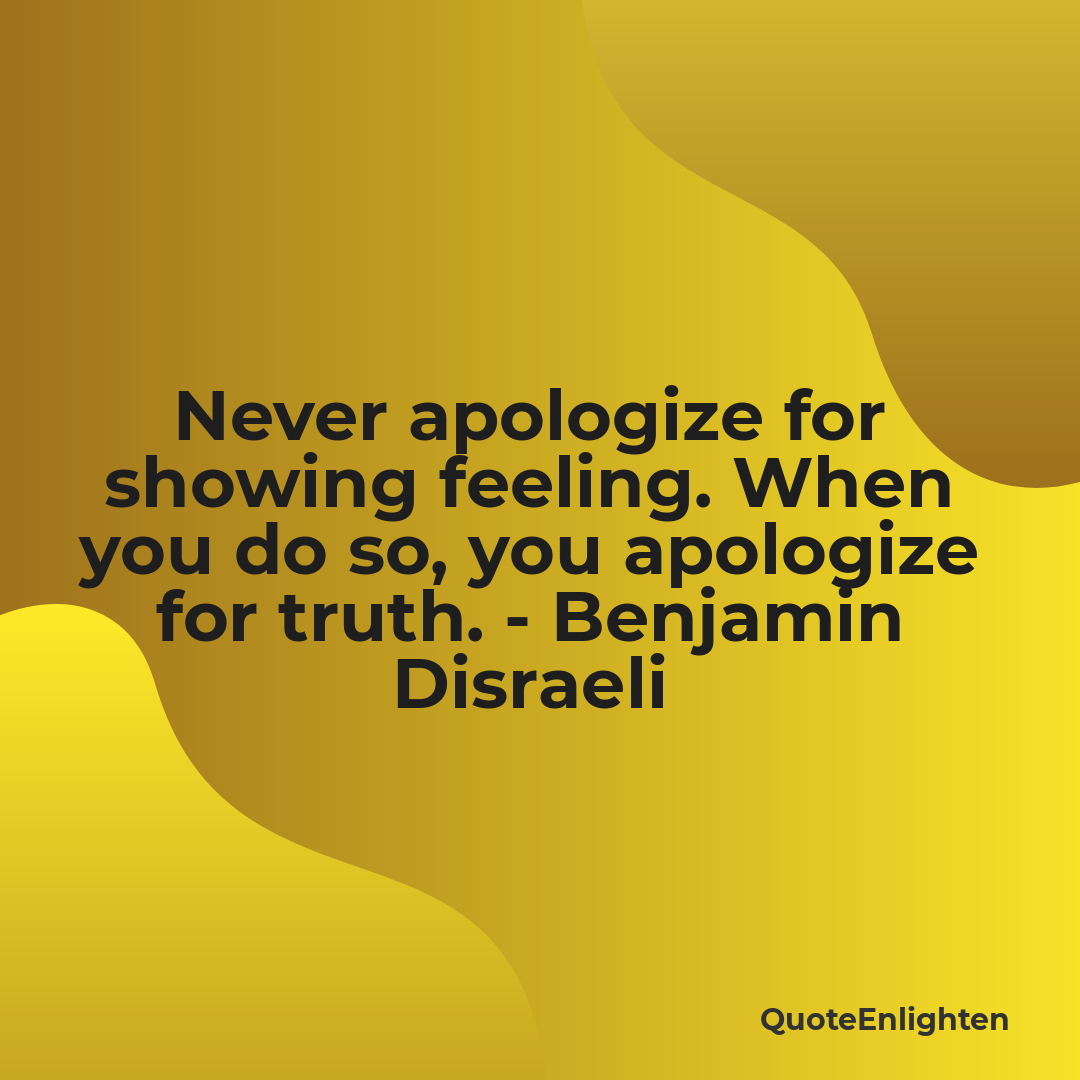 Never apologize for
showing feeling. When
you do so, you apologize
for truth. - Benjamin
Disraeli
QuoteEnlighten